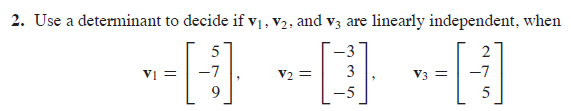 2. Use a determinant to decide if v₁, v₂, and v₃ are linearly independent, when
v₁ = [5 -7 9], v₂ = [-3 3 -5], v₃ = [2 -7 5]